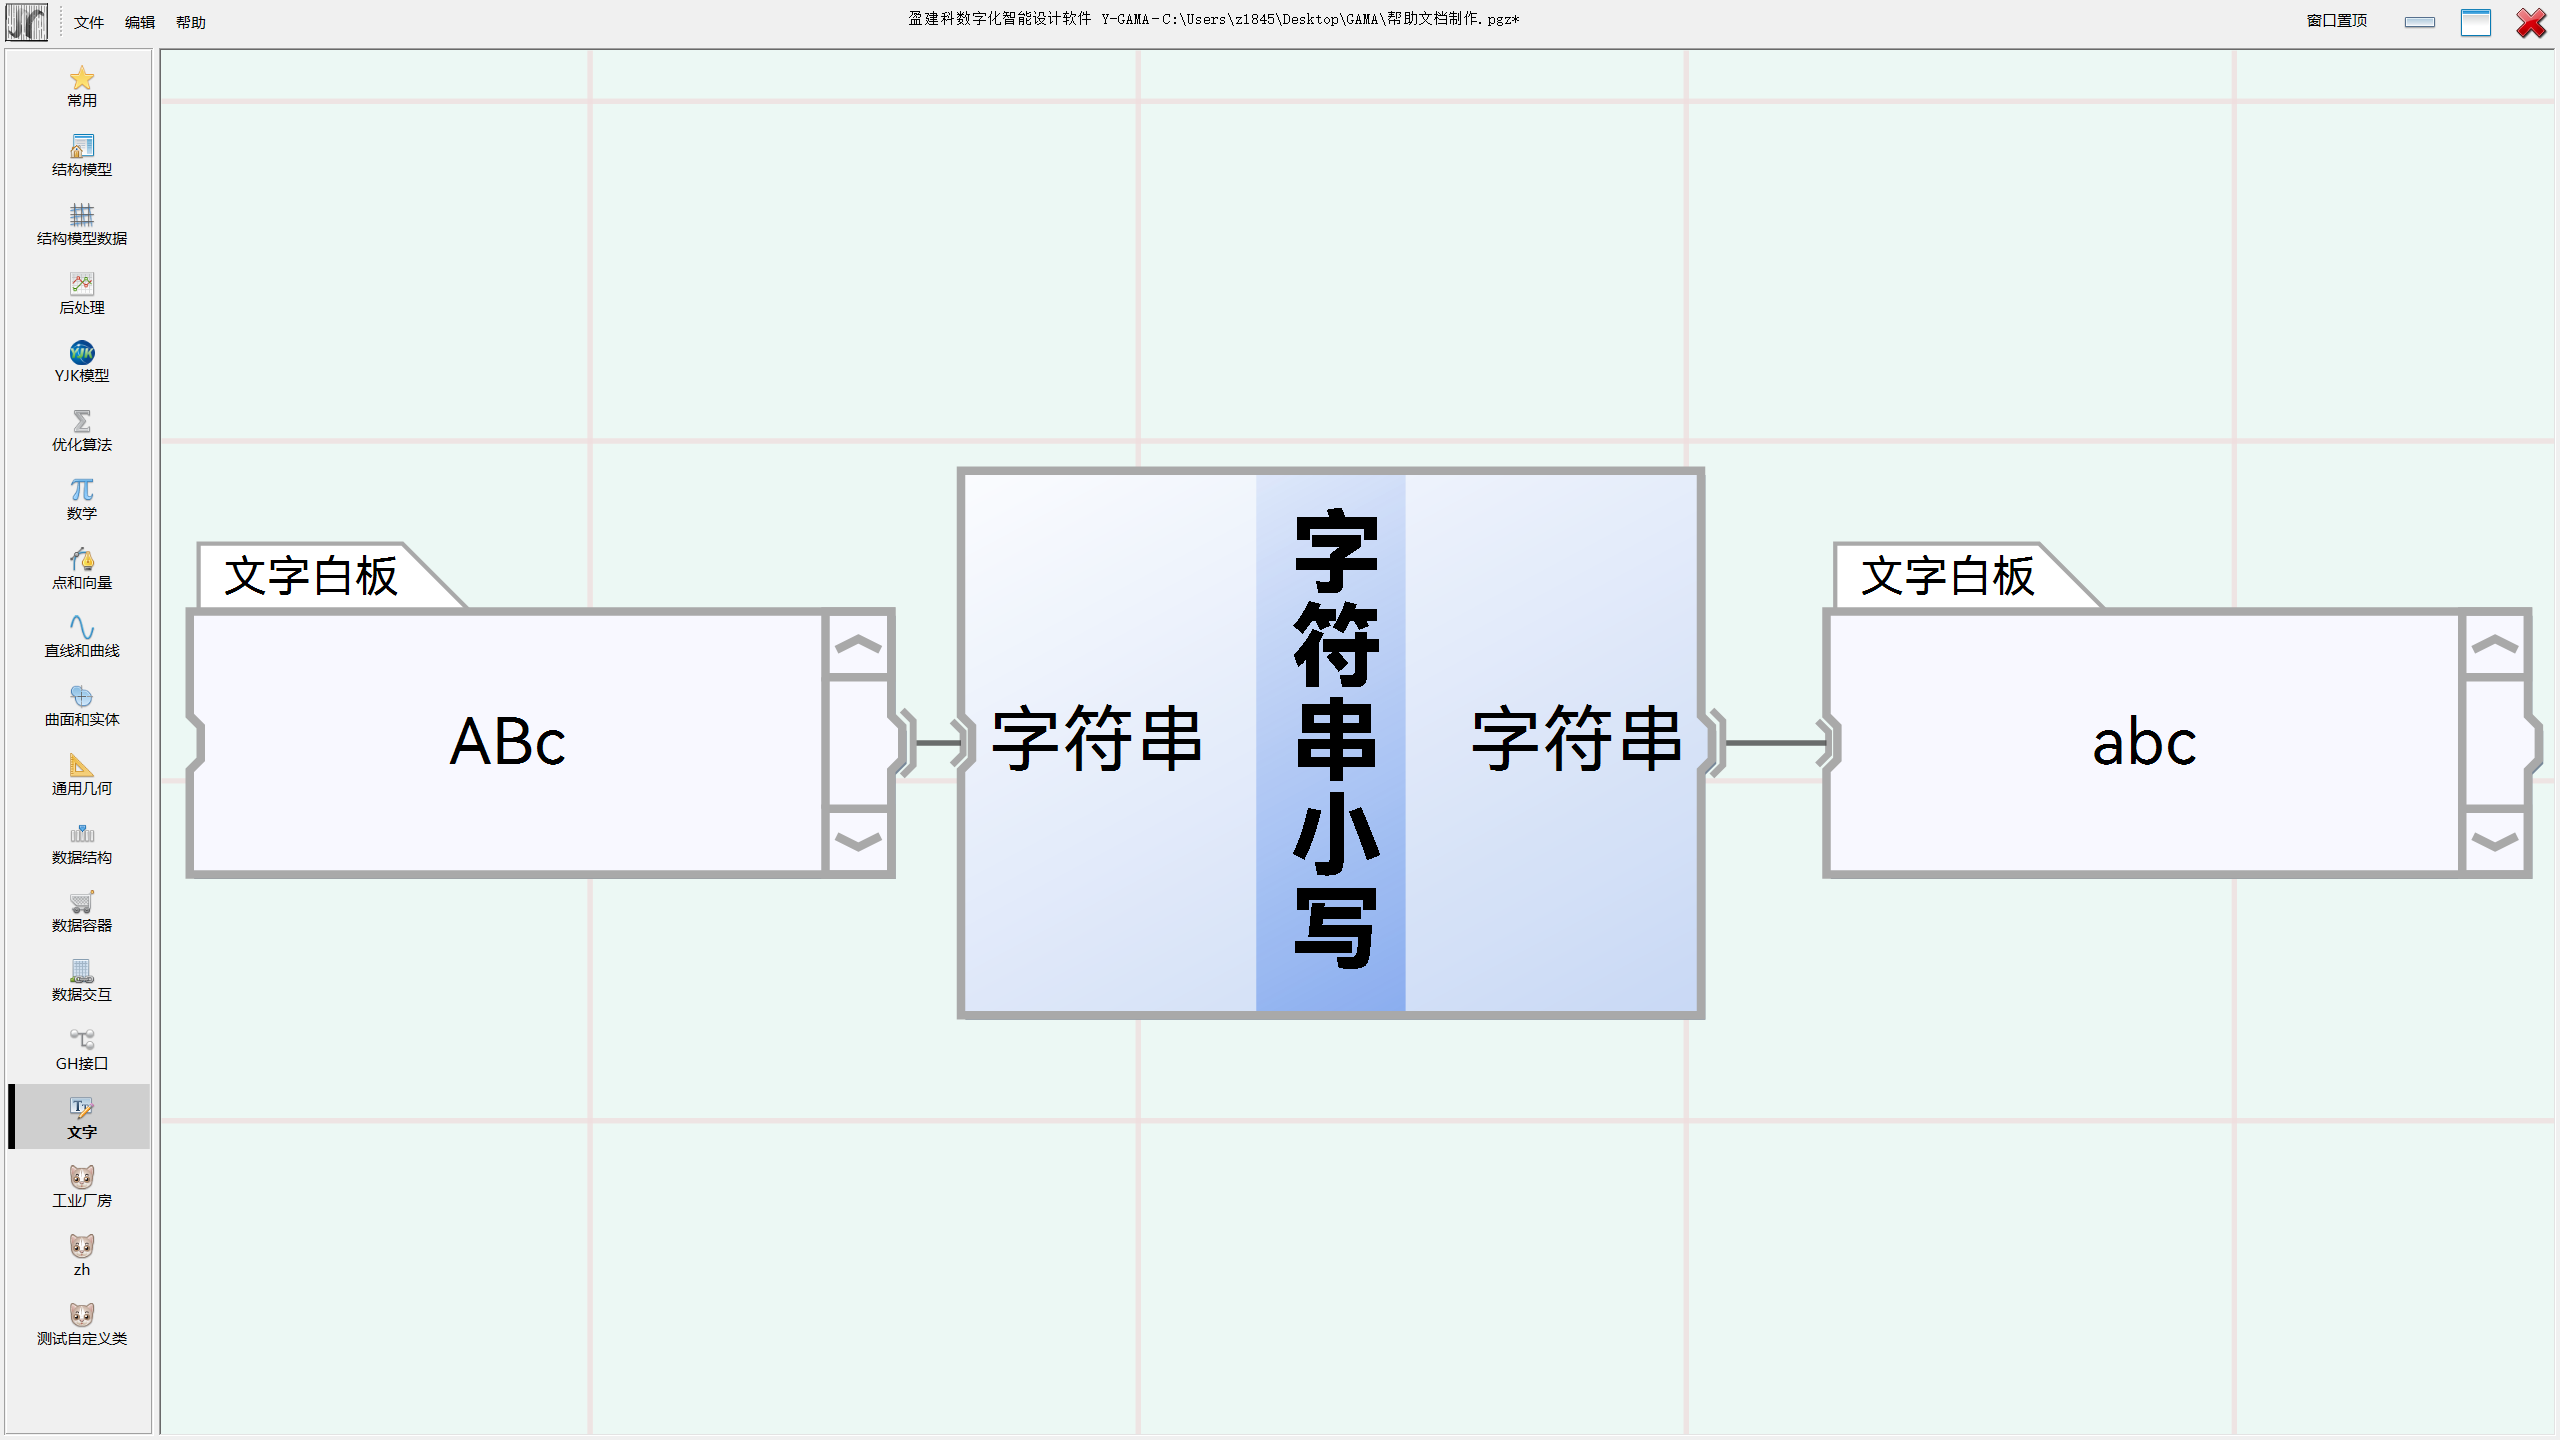 文件 编辑 帮助
盈建科数字化智能设计软件 Y-GAMA-C:\Users\z1845\Desktop\GAMA\帮助文档制作.pgz*
窗口置顶
常用
结构模型
结构模型数据
后处理
YJK模型
优化算法
数学
点和向量
直线和曲线
曲面和实体
通用几何
数据结构
数据容器
数据交互
GH接口
文字
工业厂房
zh
测试自定义类
文字白板
ABc
字符串
字符串小写
字符串
文字白板
abc